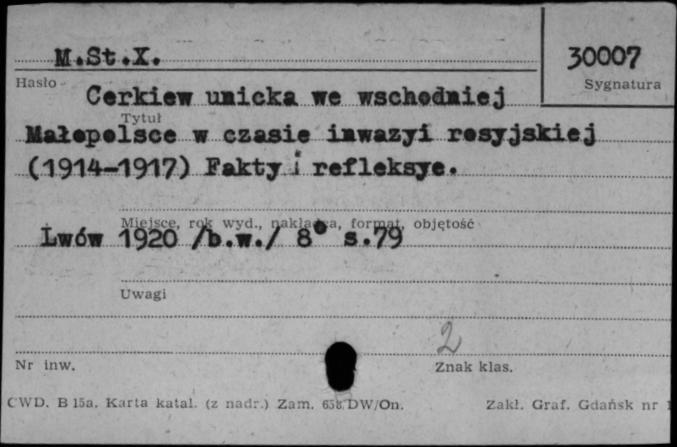 M.St.X.
30007
Hasło
Sygnatura
Cerkiew unicka we wschodniej
Tytuł
Małopolsce w czasie inwazyi rosyjskiej
(1914-1917) Fakty i refleksye.
Miejsce, rok wyd., nakładca, format, objętość
Lwów 1920 /b.w./ 8° s.79
Uwagi
2
Nr inw.
Znak klas.
CWD. B 15a. Karta katal. (z nadr.) Zam. DW/On.
Zakł. Graf. Gdańsk nr